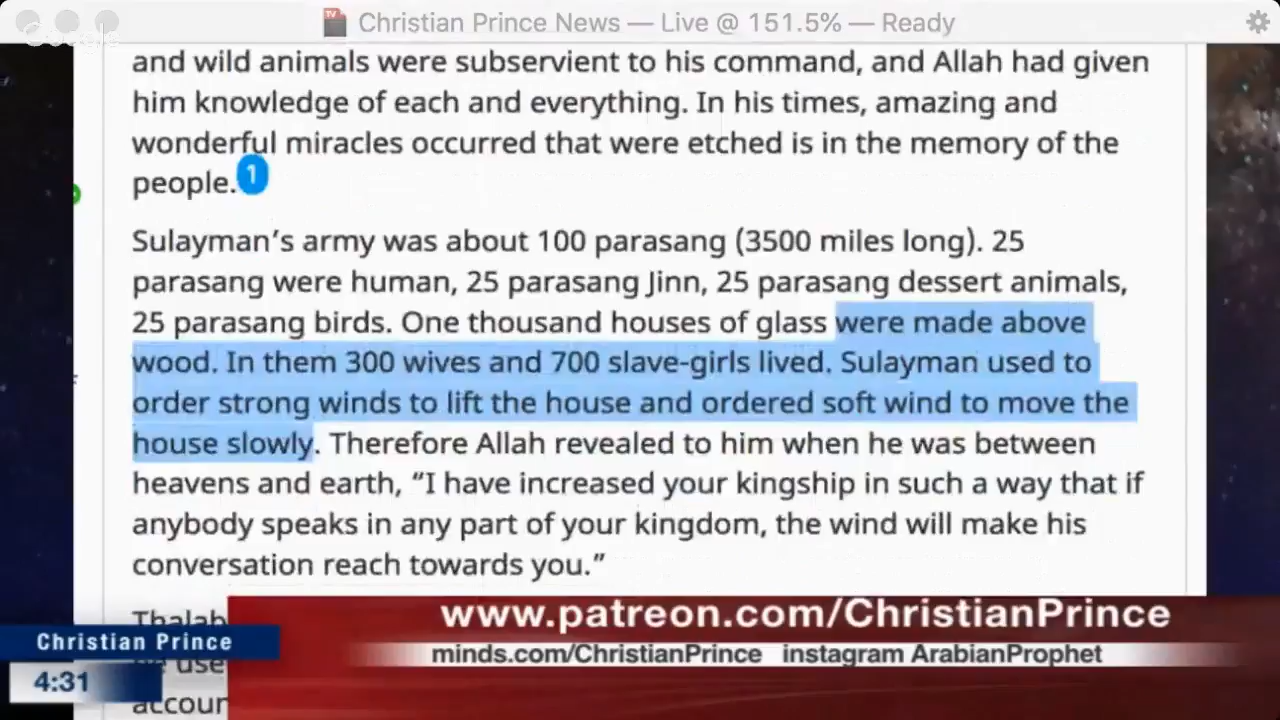 Christian Prince News — Live @ 151.5% — Ready
Google
and wild animals were subservient to his command, and Allah had given
him knowledge of each and everything. In his times, amazing and
wonderful miracles occurred that were etched is in the memory of the
people.1
Sulayman’s army was about 100 parasang (3500 miles long). 25
parasang were human, 25 parasang Jinn, 25 parasang dessert animals,
25 parasang birds. One thousand houses of glass were made above
wood. In them 300 wives and 700 slave-girls lived. Sulayman used to
order strong winds to lift the house and ordered soft wind to move the
house slowly. Therefore Allah revealed to him when he was between
heavens and earth, “I have increased your kingship in such a way that if
anybody speaks in any part of your kingdom, the wind will make his
conversation reach towards you.”
www.patreon.com/ChristianPrince
Christian Prince
minds.com/ChristianPrince instagram ArabianProphet
use
4:31